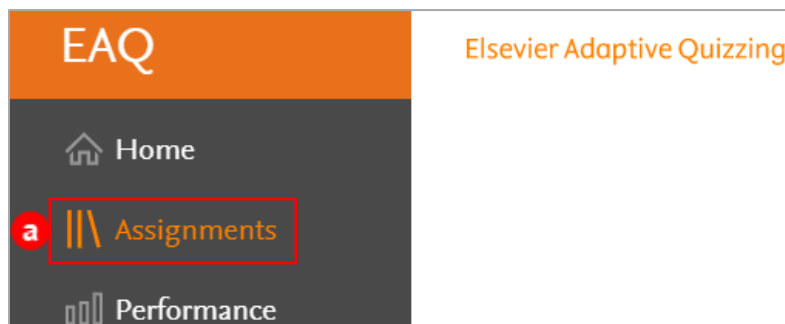 EAQ
Elsevier Adaptive Quizzing
Home
a
Assignments
Performance